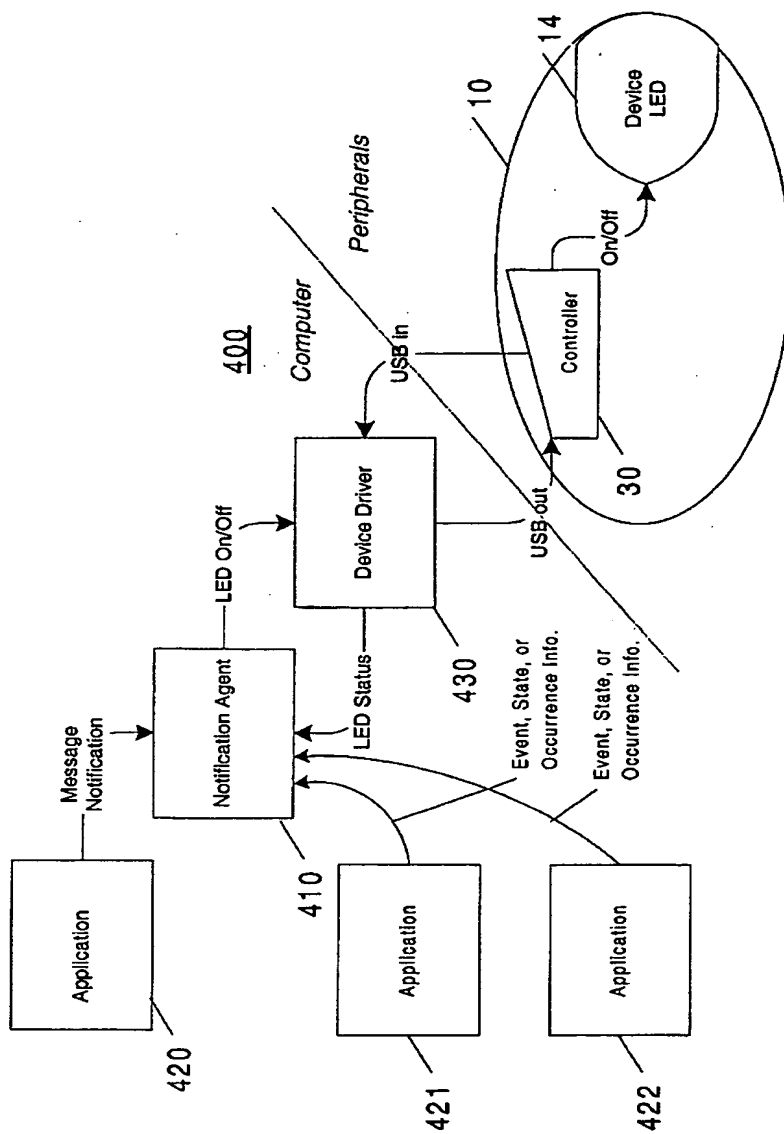 Application
420
Message
Notification
Notification Agent
410
LED On/Off
LED Status
Application
421
Application
422
Event, State, or
Occurrence Info.
Event, State, or
Occurrence Info.
Device Driver
430
400
Computer
Peripherals
USB in
USB out
10
Controller
30
On/Off
Device
LED
14